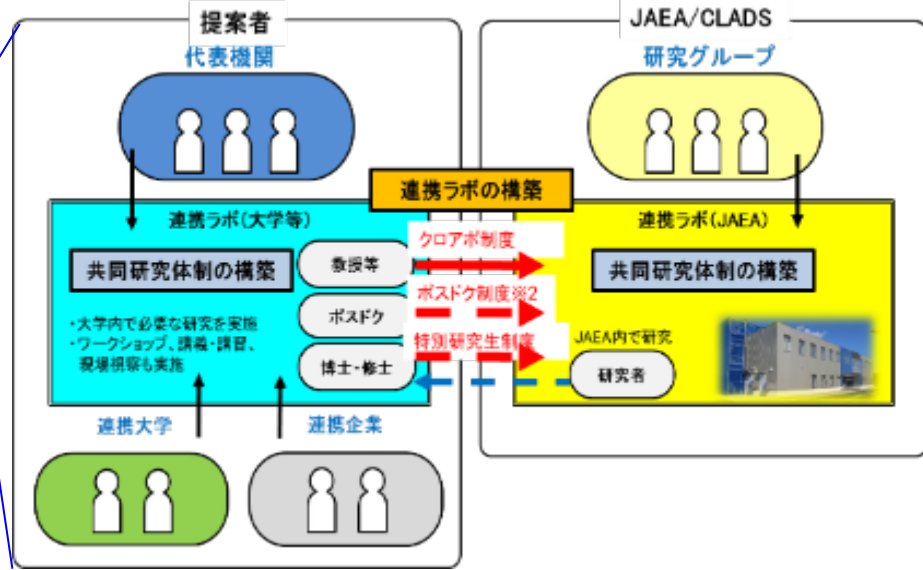 提案者
代表機関
JAEA/CLADS
研究グループ
連携ラボの構築
連携ラボ(大学等)
共同研究体制の構築
・大学内で必要な研究を実施
・ワークショップ、講義・講習、
現場視察も実施
教授等
ポスドク
博士・修士
クロアポ制度
ポスドク制度※2
特別研究生制度
連携ラボ(JAEA)
共同研究体制の構築
JAEA内で研究
研究者
連携大学
連携企業